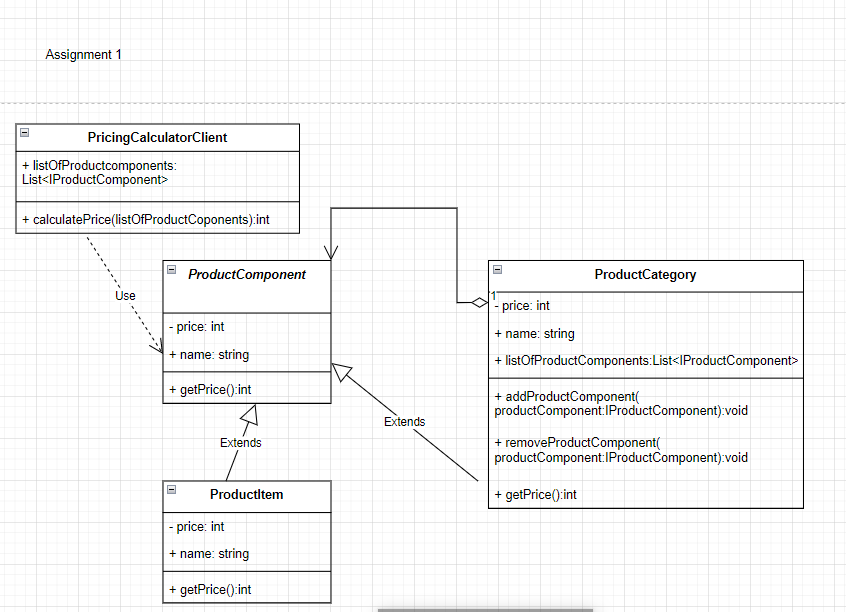 Assignment 1
PricingCalculatorClient
+ listOfProductcomponents:
List<IProductComponent>
+ calculatePrice(listOfProductCoponents):int
Use
ProductComponent
- price: int
+ name: string
+ getPrice():int
Extends
Extends
ProductItem
- price: int
+ name: string
+ getPrice():int
ProductCategory
1
- price: int
+ name: string
+ listOfProductComponents:List<IProductComponent>
+ addProductComponent(
productComponent:IProductComponent):void
+ removeProductComponent(
productComponent:IProductComponent):void
+ getPrice():int